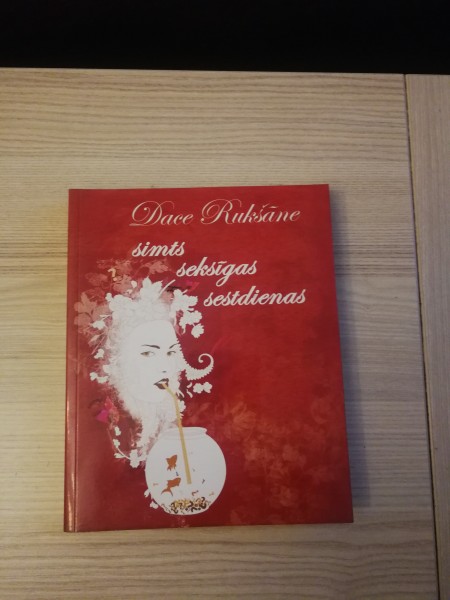 Dace Rukšāne
simts
seksīgas
sestdienas